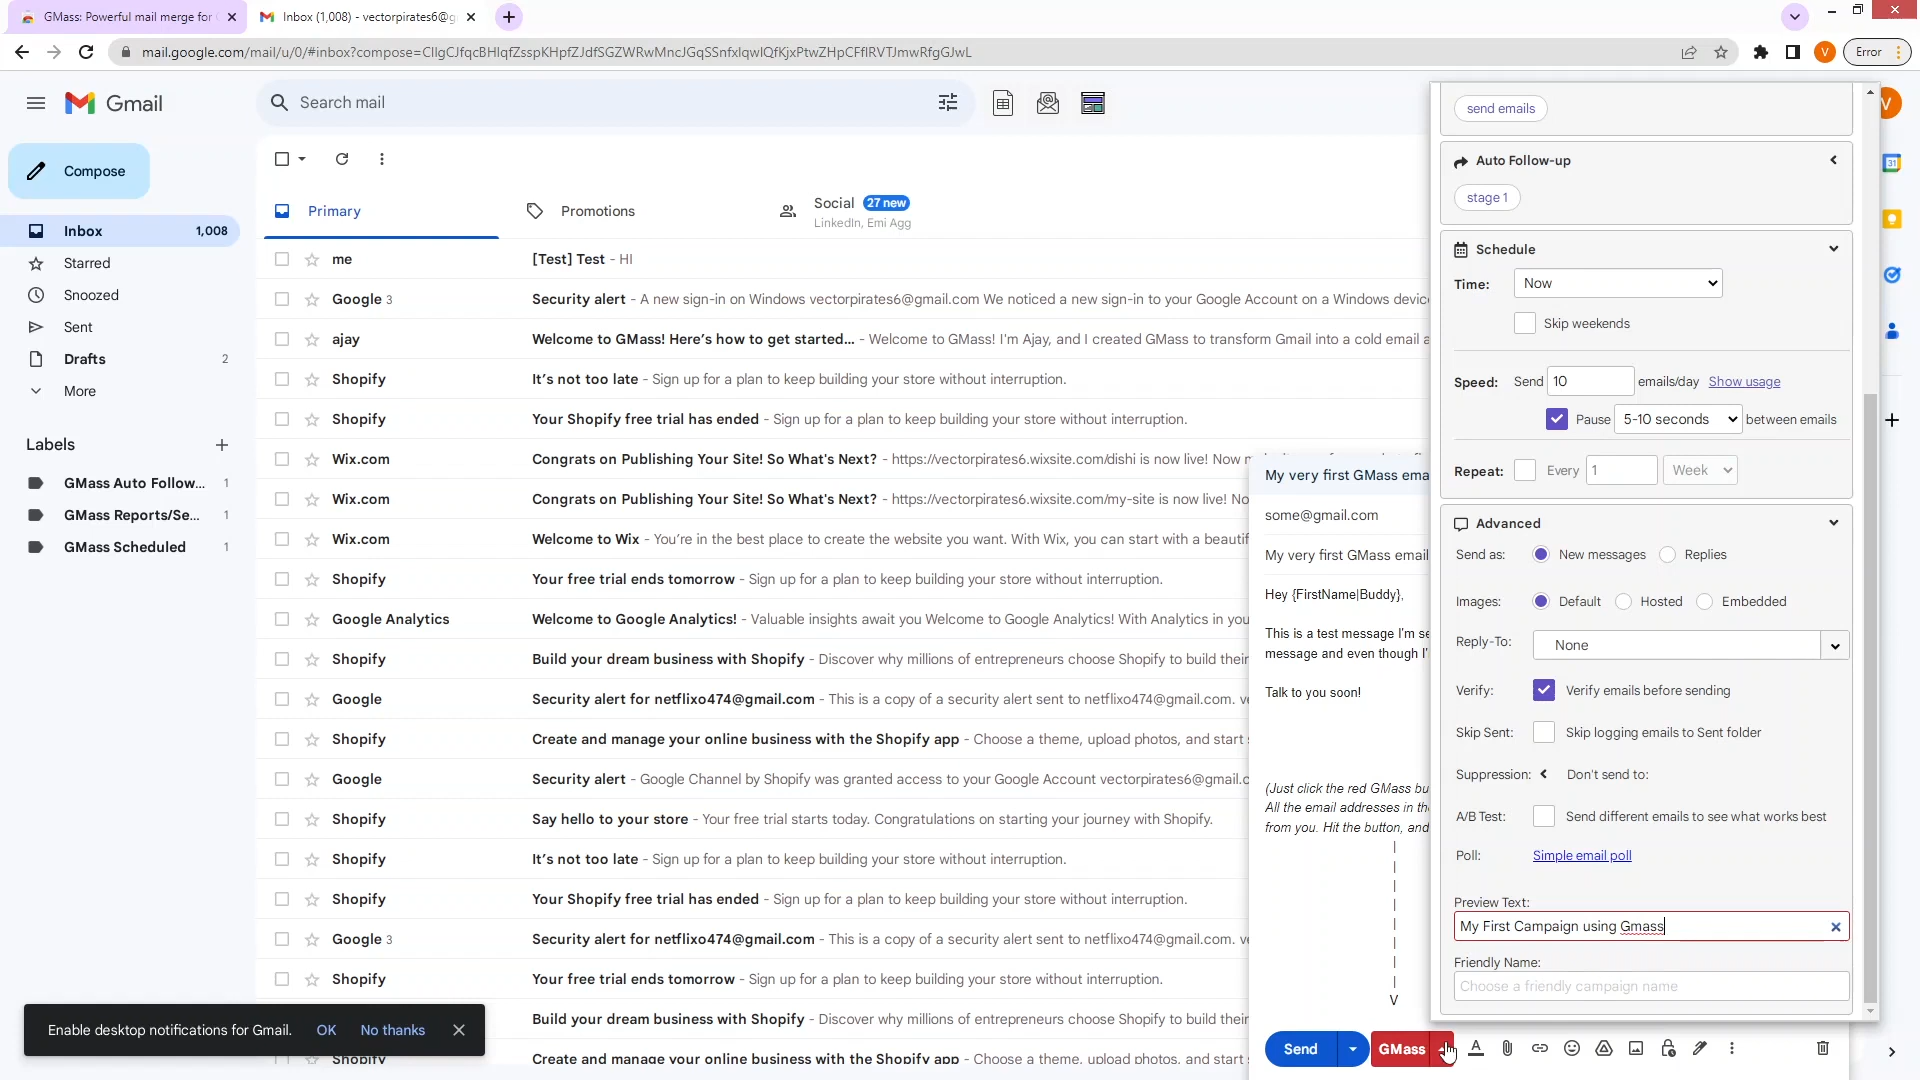 GMass: Powerful mail merge for
Inbox (1,008) - vectorpirates6@g
mail.google.com/mail/u/0/#inbox?compose=CllgCJfqcBHlqfZsspKHpfZJdfSGZWRwMncJGqSSnfxlqwlQfKjxPtwZHpCFflRVTJmwRfgGJwL
V
Error
Gmail
Search mail
V
Compose
Inbox 1,008
Starred
Snoozed
Sent
Drafts 2
More
Labels
GMass Auto Follow... 1
GMass Reports/Se... 1
GMass Scheduled 1
Primary
Promotions
Social 27 new
LinkedIn, Emi Agg
me [Test] Test - HI
Google 3 Security alert - A new sign-in on Windows vectorpirates6@gmail.com We noticed a new sign-in to your Google Account on a Windows devic
ajay Welcome to GMass! Here's how to get started... - Welcome to GMass! I'm Ajay, and I created GMass to transform Gmail into a cold email a
Shopify It's not too late - Sign up for a plan to keep building your store without interruption.
Shopify Your Shopify free trial has ended - Sign up for a plan to keep building your store without interruption.
Wix.com Congrats on Publishing Your Site! So What's Next? - https://vectorpirates6.wixsite.com/dishi is now live! Now
Wix.com Congrats on Publishing Your Site! So What's Next? - https://vectorpirates6.wixsite.com/my-site is now live! No
Wix.com Welcome to Wix - You're in the best place to create the website you want. With Wix, you can start with a beautif
Shopify Your free trial ends tomorrow - Sign up for a plan to keep building your store without interruption.
Google Analytics Welcome to Google Analytics! - Valuable insights await you Welcome to Google Analytics! With Analytics in you
Shopify Build your dream business with Shopify - Discover why millions of entrepreneurs choose Shopify to build their
Google Security alert for netflixo474@gmail.com - This is a copy of a security alert sent to netflixo474@gmail.com. ve
Shopify Create and manage your online business with the Shopify app - Choose a theme, upload photos, and start s
Google Security alert - Google Channel by Shopify was granted access to your Google Account vectorpirates6@gmail.c
Shopify Say hello to your store - Your free trial starts today. Congratulations on starting your journey with Shopify.
Shopify It's not too late - Sign up for a plan to keep building your store without interruption.
Shopify Your Shopify free trial has ended - Sign up for a plan to keep building your store without interruption.
Google 3 Security alert for netflixo474@gmail.com - This is a copy of a security alert sent to netflixo474@gmail.com. ve
Shopify Your free trial ends tomorrow - Sign up for a plan to keep building your store without interruption.
Build your dream business with Shopify - Discover why millions of entrepreneurs choose Shopify to build their
Shopify Create and manage your online business with the Shopify app - Choose a theme, upload photos, and start s
Enable desktop notifications for Gmail. OK No thanks
My very first GMass ema
some@gmail.com
My very first GMass email
Hey {FirstName|Buddy},
This is a test message I'm se
message and even though I'
Talk to you soon!
(Just click the red GMass bu
All the email addresses in th
from you. Hit the button, and
|
|
|
|
|
|
|
|
V
Send
GMass
send emails
Auto Follow-up
stage 1
Schedule
Time: Now
Skip weekends
Speed: Send 10 emails/day Show usage
Pause 5-10 seconds between emails
Repeat: Every 1 Week
Advanced
Send as: New messages Replies
Images: Default Hosted Embedded
Reply-To: None
Verify: Verify emails before sending
Skip Sent: Skip logging emails to Sent folder
Suppression: Don't send to:
A/B Test: Send different emails to see what works best
Poll: Simple email poll
Preview Text:
My First Campaign using Gmass
Friendly Name:
Choose a friendly campaign name
31